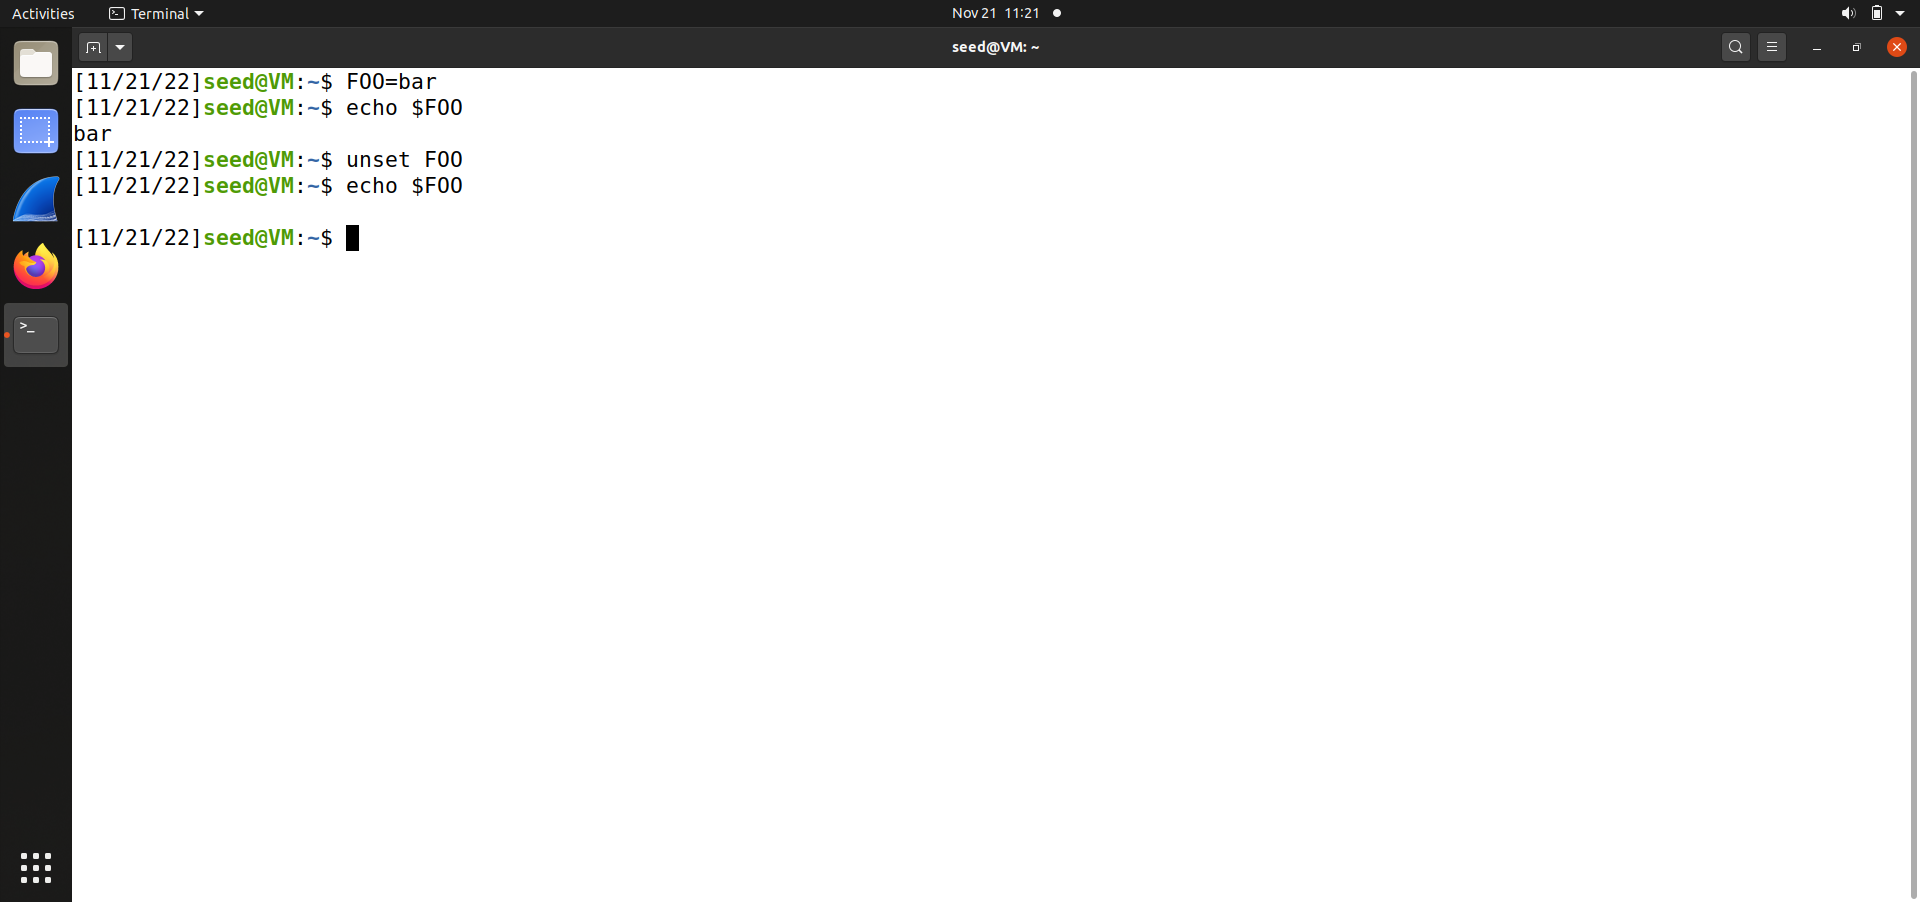 Activities
Terminal
Nov 21 11:21
seed@VM: ~
[11/21/22]seed@VM:~$ FOO=bar
[11/21/22]seed@VM:~$ echo $FOO
bar
[11/21/22]seed@VM:~$ unset FOO
[11/21/22]seed@VM:~$ echo $FOO
[11/21/22]seed@VM:~$
>_